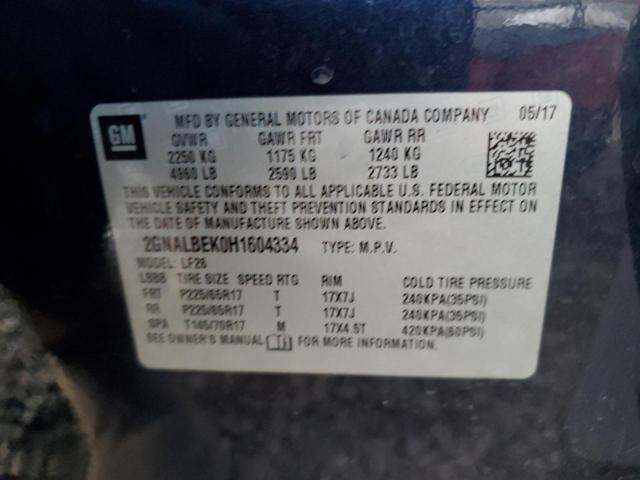 GM
MFD BY GENERAL MOTORS OF CANADA COMPANY 05/17
GVWR GAWR FRT GAWR RR
2250 KG 1175 KG 1240 KG
4960 LB 2590 LB 2733 LB
THIS VEHICLE CONFORMS TO ALL APPLICABLE U.S. FEDERAL MOTOR
VEHICLE SAFETY AND THEFT PREVENTION STANDARDS IN EFFECT ON
THE DATE OF MANUFACTURE SHOWN ABOVE.
2GNALBEK0H1604334 TYPE: M.P.V.
MODEL: LF26
LBBB TIRE SIZE SPEED RTG RIM COLD TIRE PRESSURE
FRT P225/65R17 T 17X7J 240KPA(35PSI)
RR P225/65R17 T 17X7J 240KPA(35PSI)
SPA T145/70R17 M 17X4.5T 420KPA(60PSI)
SEE OWNER'S MANUAL FOR MORE INFORMATION.